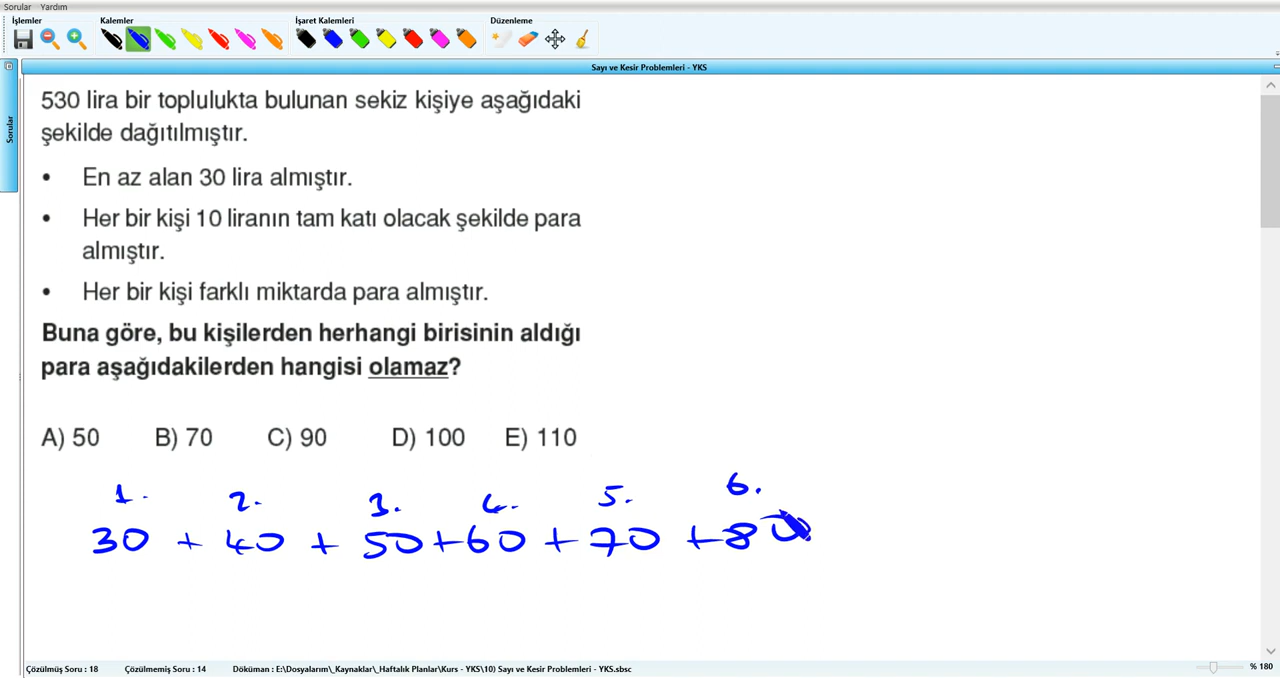 Sorular Yardım
İşlemler Kalemler İşaret Kalemleri Düzenleme
Sayı ve Kesir Problemleri - YKS
Sorular
530 lira bir toplulukta bulunan sekiz kişiye aşağıdaki
şekilde dağıtılmıştır.
• En az alan 30 lira almıştır.
• Her bir kişi 10 liranın tam katı olacak şekilde para
almıştır.
• Her bir kişi farklı miktarda para almıştır.
Buna göre, bu kişilerden herhangi birisinin aldığı
para aşağıdakilerden hangisi olamaz?
A) 50 B) 70 C) 90 D) 100 E) 110
1. 2. 3. 4. 5. 6.
30 + 40 + 50 + 60 + 70 + 80
Çözülmüş Soru : 18 Çözülmemiş Soru : 14 Döküman : E:\Dosyalarım\_Kaynaklar\_Haftalık Planlar\Kurs - YKS\10) Sayı ve Kesir Problemleri - YKS.sbsc % 180